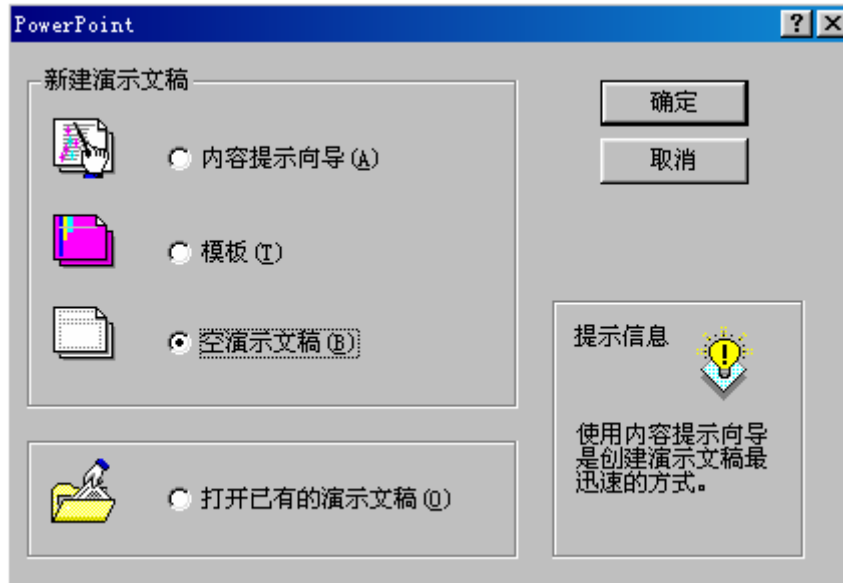 PowerPoint
新建演示文稿
内容提示向导(A)
模板(T)
空演示文稿(B)
打开已有的演示文稿(O)
确定
取消
提示信息
使用内容提示向导
是创建演示文稿最
迅速的方式。